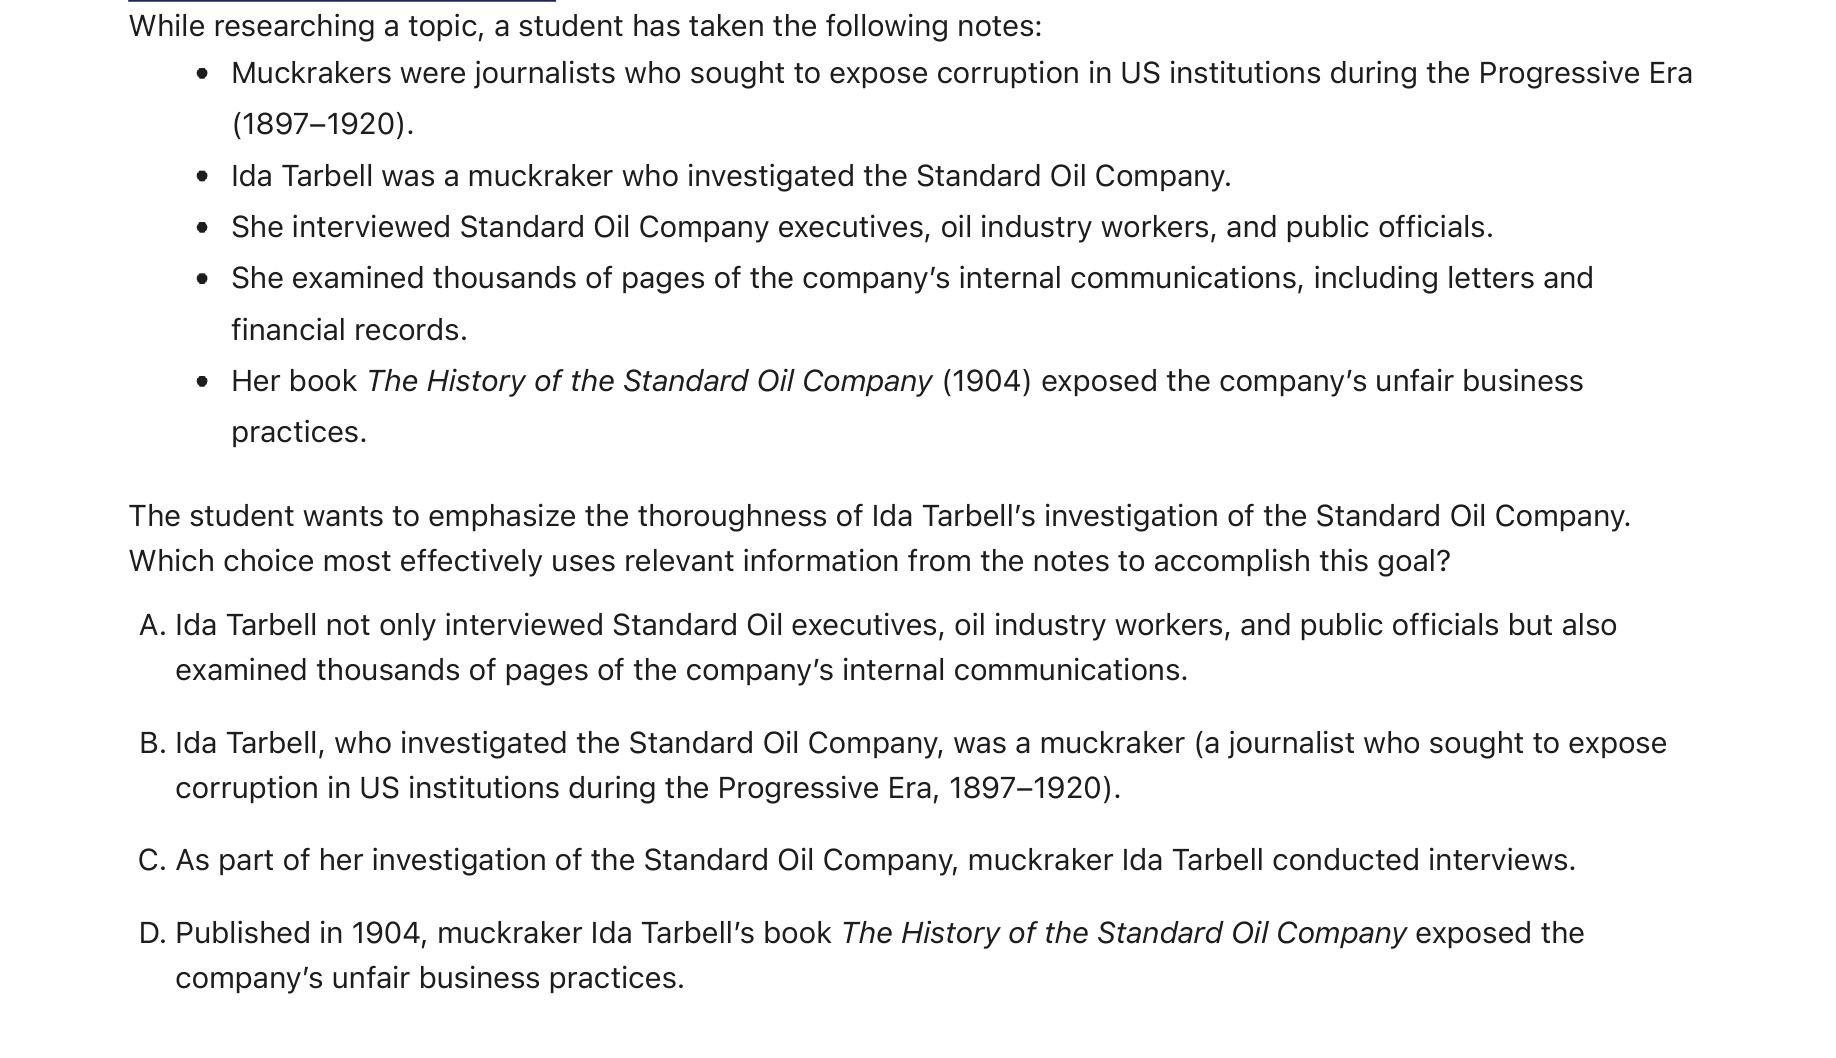 While researching a topic, a student has taken the following notes:
• Muckrakers were journalists who sought to expose corruption in US institutions during the Progressive Era
(1897–1920).
• Ida Tarbell was a muckraker who investigated the Standard Oil Company.
• She interviewed Standard Oil Company executives, oil industry workers, and public officials.
• She examined thousands of pages of the company’s internal communications, including letters and
financial records.
• Her book The History of the Standard Oil Company (1904) exposed the company’s unfair business
practices.
The student wants to emphasize the thoroughness of Ida Tarbell’s investigation of the Standard Oil Company.
Which choice most effectively uses relevant information from the notes to accomplish this goal?
A. Ida Tarbell not only interviewed Standard Oil executives, oil industry workers, and public officials but also
examined thousands of pages of the company’s internal communications.
B. Ida Tarbell, who investigated the Standard Oil Company, was a muckraker (a journalist who sought to expose
corruption in US institutions during the Progressive Era, 1897–1920).
C. As part of her investigation of the Standard Oil Company, muckraker Ida Tarbell conducted interviews.
D. Published in 1904, muckraker Ida Tarbell’s book The History of the Standard Oil Company exposed the
company’s unfair business practices.